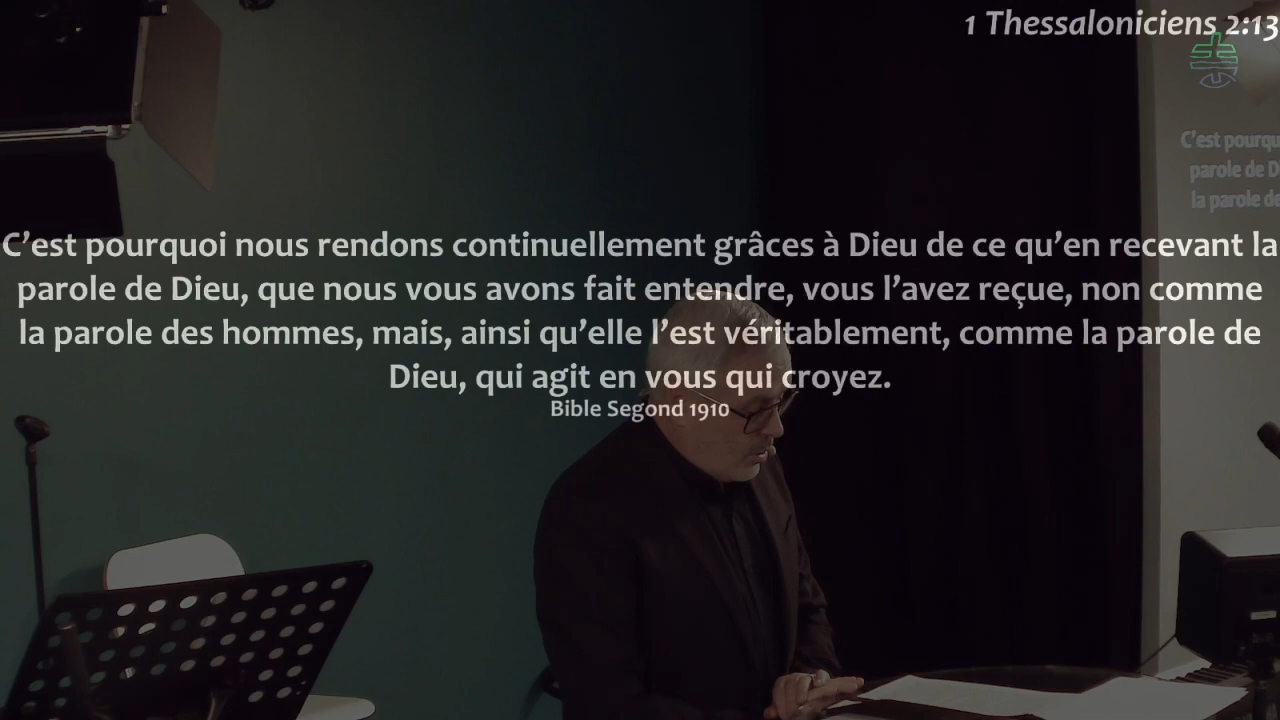 1 Thessaloniciens 2:13
C'est pourqu
parole de D
la parole de
C’est pourquoi nous rendons continuellement grâces à Dieu de ce qu’en recevant la
parole de Dieu, que nous vous avons fait entendre, vous l’avez reçue, non comme
la parole des hommes, mais, ainsi qu’elle l’est véritablement, comme la parole de
Dieu, qui agit en vous qui croyez.
Bible Segond 1910